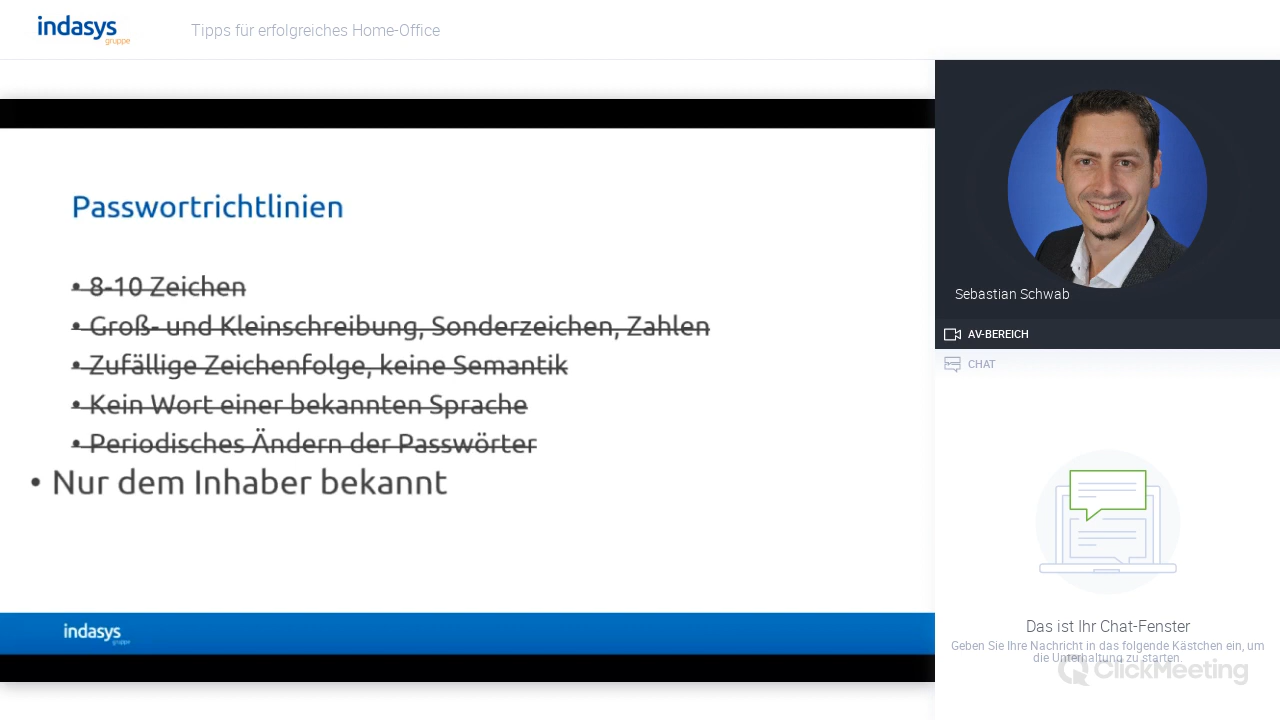 indasys
gruppe
Tipps für erfolgreiches Home-Office
Passwortrichtlinien
• 8-10 Zeichen
• Groß- und Kleinschreibung, Sonderzeichen, Zahlen
• Zufällige Zeichenfolge, keine Semantik
• Kein Wort einer bekannten Sprache
• Periodisches Ändern der Passwörter
• Nur dem Inhaber bekannt
indasys
gruppe
Sebastian Schwab
AV-BEREICH
CHAT
Das ist Ihr Chat-Fenster
Geben Sie Ihre Nachricht in das folgende Kästchen ein, um
die Unterhaltung zu starten.
ClickMeeting